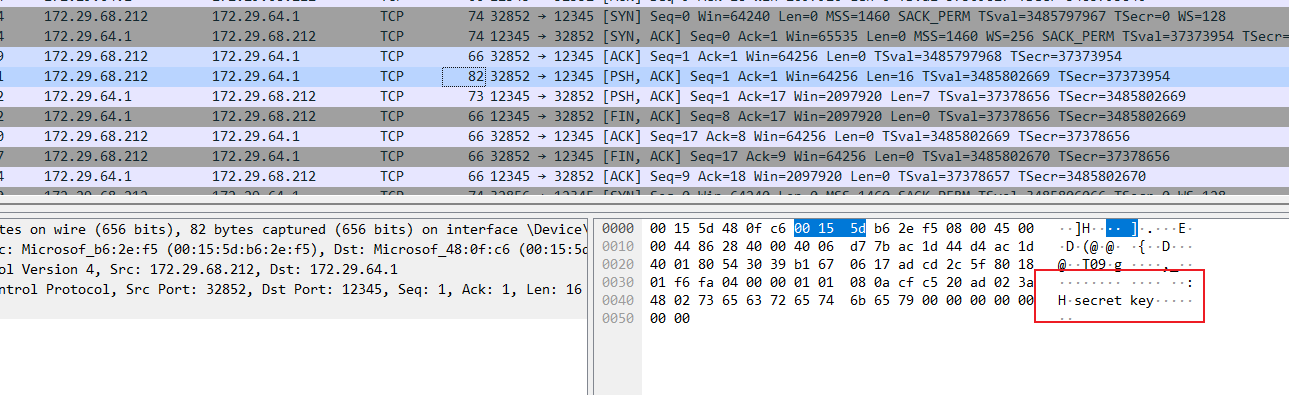 172.29.68.212 172.29.64.1 TCP 74 32852 → 12345 [SYN] Seq=0 Win=64240 Len=0 MSS=1460 SACK_PERM TSval=3485797967 TSecr=0 WS=128
172.29.64.1 172.29.68.212 TCP 74 12345 → 32852 [SYN, ACK] Seq=0 Ack=1 Win=65535 Len=0 MSS=1460 WS=256 SACK_PERM TSval=37373954 TSecr=
172.29.68.212 172.29.64.1 TCP 66 32852 → 12345 [ACK] Seq=1 Ack=1 Win=64256 Len=0 TSval=3485797968 TSecr=37373954
172.29.68.212 172.29.64.1 TCP 82 32852 → 12345 [PSH, ACK] Seq=1 Ack=1 Win=64256 Len=16 TSval=3485802669 TSecr=37373954
172.29.64.1 172.29.68.212 TCP 73 12345 → 32852 [PSH, ACK] Seq=1 Ack=17 Win=2097920 Len=7 TSval=37378656 TSecr=3485802669
172.29.64.1 172.29.68.212 TCP 66 12345 → 32852 [FIN, ACK] Seq=8 Ack=17 Win=2097920 Len=0 TSval=37378656 TSecr=3485802669
172.29.68.212 172.29.64.1 TCP 66 32852 → 12345 [ACK] Seq=17 Ack=8 Win=64256 Len=0 TSval=3485802669 TSecr=37378656
172.29.68.212 172.29.64.1 TCP 66 32852 → 12345 [FIN, ACK] Seq=17 Ack=9 Win=64256 Len=0 TSval=3485802670 TSecr=37378656
172.29.64.1 172.29.68.212 TCP 66 12345 → 32852 [ACK] Seq=9 Ack=18 Win=2097920 Len=0 TSval=37378657 TSecr=3485802670
tes on wire (656 bits), 82 bytes captured (656 bits) on interface \Device\
c: Microsof_b6:2e:f5 (00:15:5d:b6:2e:f5), Dst: Microsof_48:0f:c6 (00:15:5d
ol Version 4, Src: 172.29.68.212, Dst: 172.29.64.1
ontrol Protocol, Src Port: 32852, Dst Port: 12345, Seq: 1, Ack: 1, Len: 16
0000 00 15 5d 48 0f c6 00 15 5d b6 2e f5 08 00 45 00 ··]H·· ··]·.···E·
0010 00 44 86 28 40 00 40 06 d7 7b ac 1d 44 d4 ac 1d ·D·(@·@· ·{··D···
0020 40 01 80 54 30 39 b1 67 06 17 ad cd 2c 5f 80 18 @··T09·g ····,_··
0030 01 f6 fa 04 00 00 01 01 08 0a cf c5 20 ad 02 3a ········ ···· ··:
0040 48 02 73 65 63 72 65 74 6b 65 79 00 00 00 00 00 H·secret key·····
0050 00 00 ··